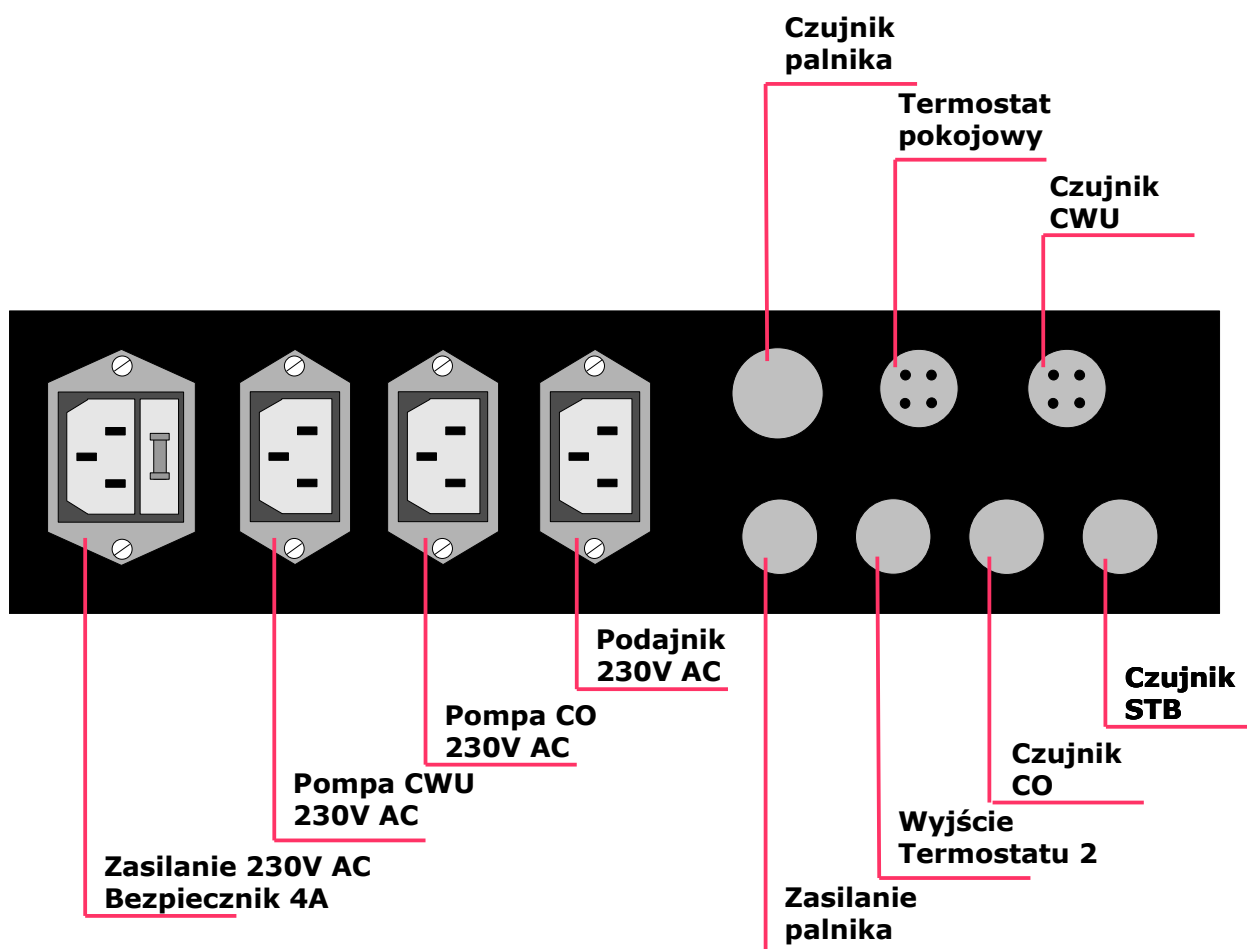 Czujnik
palnika
Termostat
pokojowy
Czujnik
CWU
Podajnik
230V AC
Czujnik
STB
Pompa CO
230V AC
Czujnik
CO
Pompa CWU
230V AC
Wyjście
Termostatu 2
Zasilanie 230V AC
Bezpiecznik 4A
Zasilanie
palnika